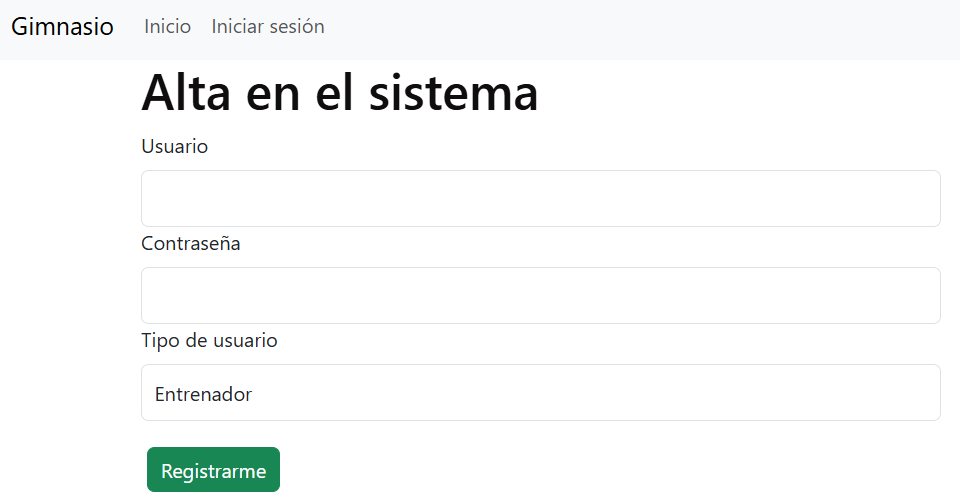 Gimnasio Inicio Iniciar sesión
Alta en el sistema
Usuario
Contraseña
Tipo de usuario
Entrenador
Registrarme